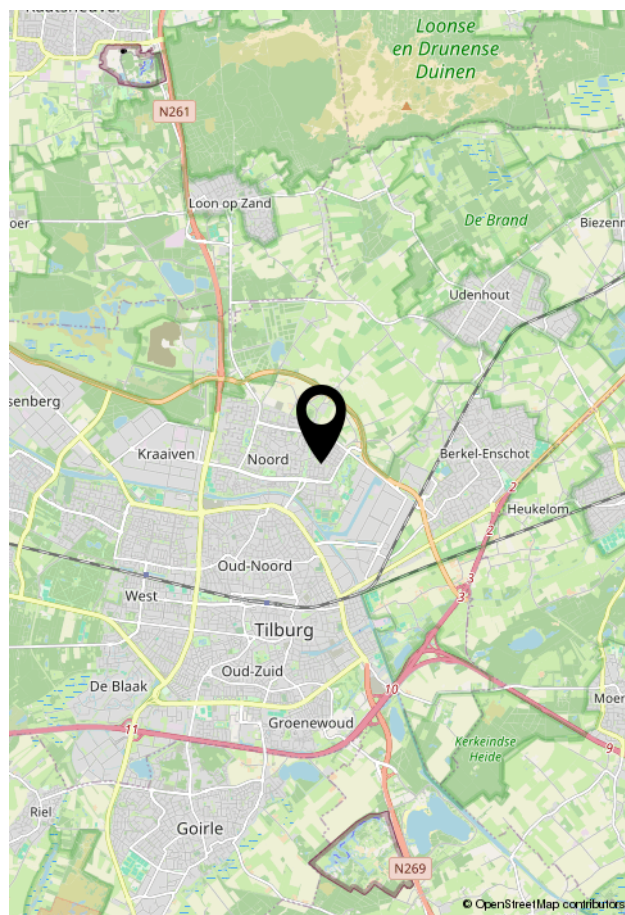 Loonse
en Drunense
Duinen
N261
Loon op Zand
De Brand
Biezenm
Udenhout
Kraaiven
Noord
Berkel-Enschot
2
2
Heukelom
Oud-Noord
3
3
West
Tilburg
Oud-Zuid
De Blaak
10
Moer
Groenewoud
11
Kerkeindse
Heide
9
Riel
Goirle
N269
© OpenStreetMap contributors